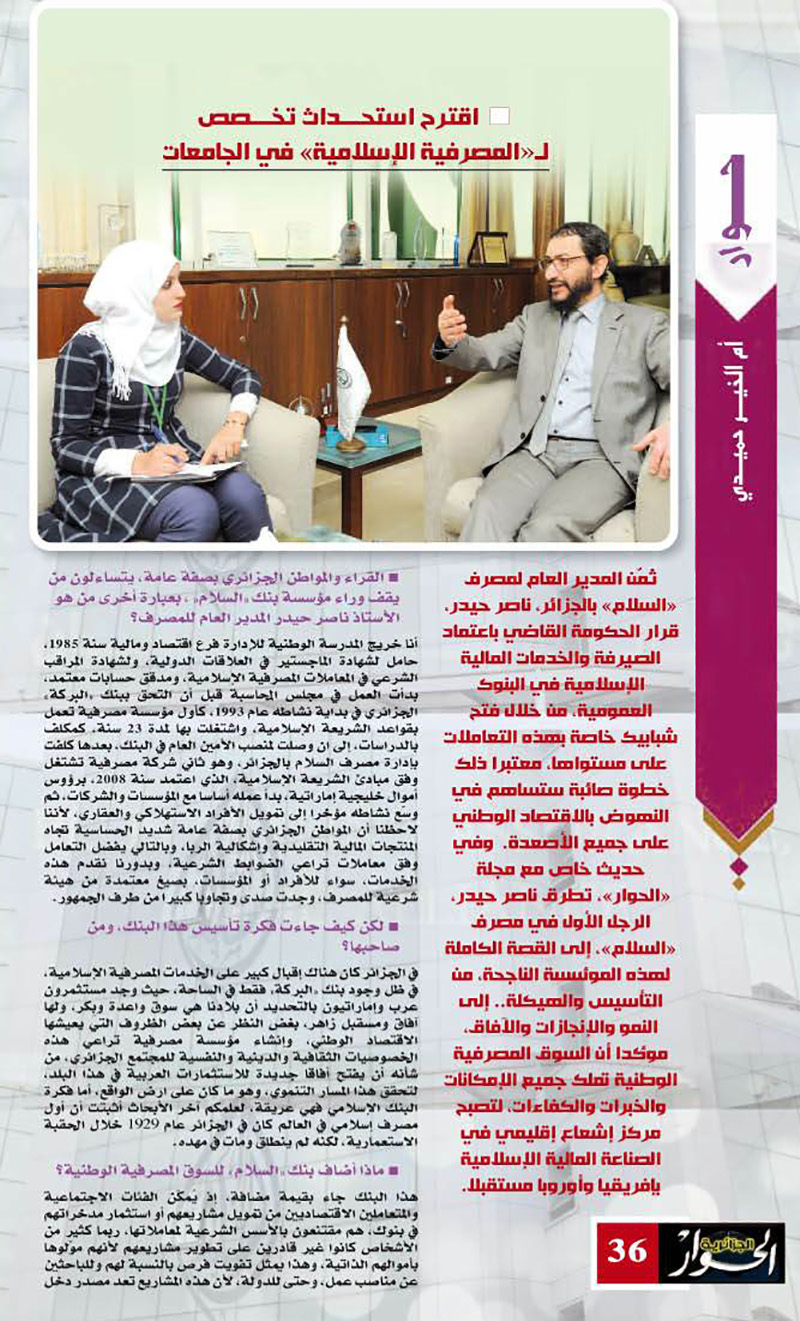 اقترح استحداث تخصص
لـ«المصرفية الإسلامية» في الجامعات
حوار
أم الخير حميدي
ثمّن المدير العام لمصرف
«السلام» بالجزائر، ناصر حيدر،
قرار الحكومة القاضي باعتماد
الصيرفة والخدمات المالية
الإسلامية في البنوك
العمومية، من خلال فتح
شبابيك خاصة بهذه التعاملات
على مستواها، معتبرا ذلك
خطوة صائبة ستساهم في
النهوض بالاقتصاد الوطني
على جميع الأصعدة. وفي
حديث خاص مع مجلة
«الحوار»، تطرق ناصر حيدر،
الرجل الأول في مصرف
«السلام»، إلى القصة الكاملة
لهذه الموئسسة الناجحة، من
التأسيس والهيكلة.. إلى
النمو والإنجازات والآفاق،
موكدا أن السوق المصرفية
الوطنية تملك جميع الإمكانات
والخبرات والكفاءات، لتصبح
مركز إشعاع إقليمي في
الصناعة المالية الإسلامية
بإفريقيا وأوروبا مستقبلا.
■ القراء والمواطن الجزائري بصفة عامة، يتساءلون من
يقف وراء مؤسسة بنك «السلام»، بعبارة أخرى من هو
الأستاذ ناصر حيدر المدير العام للمصرف؟
أنا خريج المدرسة الوطنية للإدارة فرع اقتصاد ومالية سنة 1985،
حامل لشهادة الماجستير في العلاقات الدولية، ولشهادة المراقب
الشرعي في المعاملات المصرفية الإسلامية، ومدقق حسابات معتمد،
بدأت العمل في مجلس المحاسبة قبل أن التحق ببنك «البركة»
الجزائري في بداية نشاطه عام 1993، كأول مؤسسة مصرفية تعمل
بقواعد الشريعة الإسلامية، واشتغلت بها لمدة 23 سنة، كمكلف
بالدراسات، إلى ان وصلت لمنصب الأمين العام في البنك، بعدها كلفت
بإدارة مصرف السلام بالجزائر، وهو ثاني شركة مصرفية تشتغل
وفق مبادئ الشريعة الإسلامية، الذي اعتمد سنة 2008، برؤوس
أموال خليجية إماراتية، بدأ عمله أساسا مع المؤسسات والشركات، ثم
وسّع نشاطه مؤخرا إلى تمويل الأفراد الاستهلاكي والعقاري، لأننا
لاحظنا أن المواطن الجزائري بصفة عامة شديد الحساسية تجاه
المنتجات المالية التقليدية وإشكالية الربا، وبالتالي يفضل التعامل
وفق معاملات تراعي الضوابط الشرعية، وبدورنا نقدم هذه
الخدمات، سواء للأفراد أو المؤسسات، بصيغ معتمدة من هيئة
شرعية للمصرف، وجدت صدى وتجاوبا كبيرا من طرف الجمهور.
■ لكن كيف جاءت فكرة تأسيس هذا البنك، ومن
صاحبها؟
في الجزائر كان هناك إقبال كبير على الخدمات المصرفية الإسلامية،
في ظل وجود بنك «البركة» فقط في الساحة، حيث وجد مستثمرون
عرب وإماراتيون بالتحديد أن بلادنا هي سوق واعدة وبكر، ولها
آفاق ومستقبل زاهر، بغض النظر عن بعض الظروف التي يعيشها
الاقتصاد الوطني، وإنشاء مؤسسة مصرفية تراعي هذه
الخصوصيات الثقافية والدينية والنفسية للمجتمع الجزائري، من
شأنه أن يفتح أفاقا جديدة للاستثمارات العربية في هذا البلد،
لتحقق هذا المسار التنموي، وهو ما كان على ارض الواقع، أما فكرة
البنك الإسلامي فهي عريقة، لعلمكم آخر الأبحاث أثبتت أن أول
مصرف إسلامي في العالم كان في الجزائر عام 1929 خلال الحقبة
الاستعمارية، لكنه لم ينطلق ومات في مهده.
■ ماذا أضاف بنك «السلام» للسوق المصرفية الوطنية؟
هذا البنك جاء بقيمة مضافة، إذ يُمكّن الفئات الاجتماعية
والمتعاملين الاقتصاديين من تمويل مشاريعهم أو استثمار مدخراتهم
في بنوك، هم مقتنعون بالأسس الشرعية لمعاملاتها، ربما كثير من
الأشخاص كانوا غير قادرين على تطوير مشاريعهم لأنهم موّلوها
بأموالهم الذاتية، وهذا يمثل تفويت فرص بالنسبة لهم وللباحثين
عن مناصب عمل، وحتى للدولة، لأن هذه المشاريع تعد مصدر دخل
36
الحوار الجزائرية